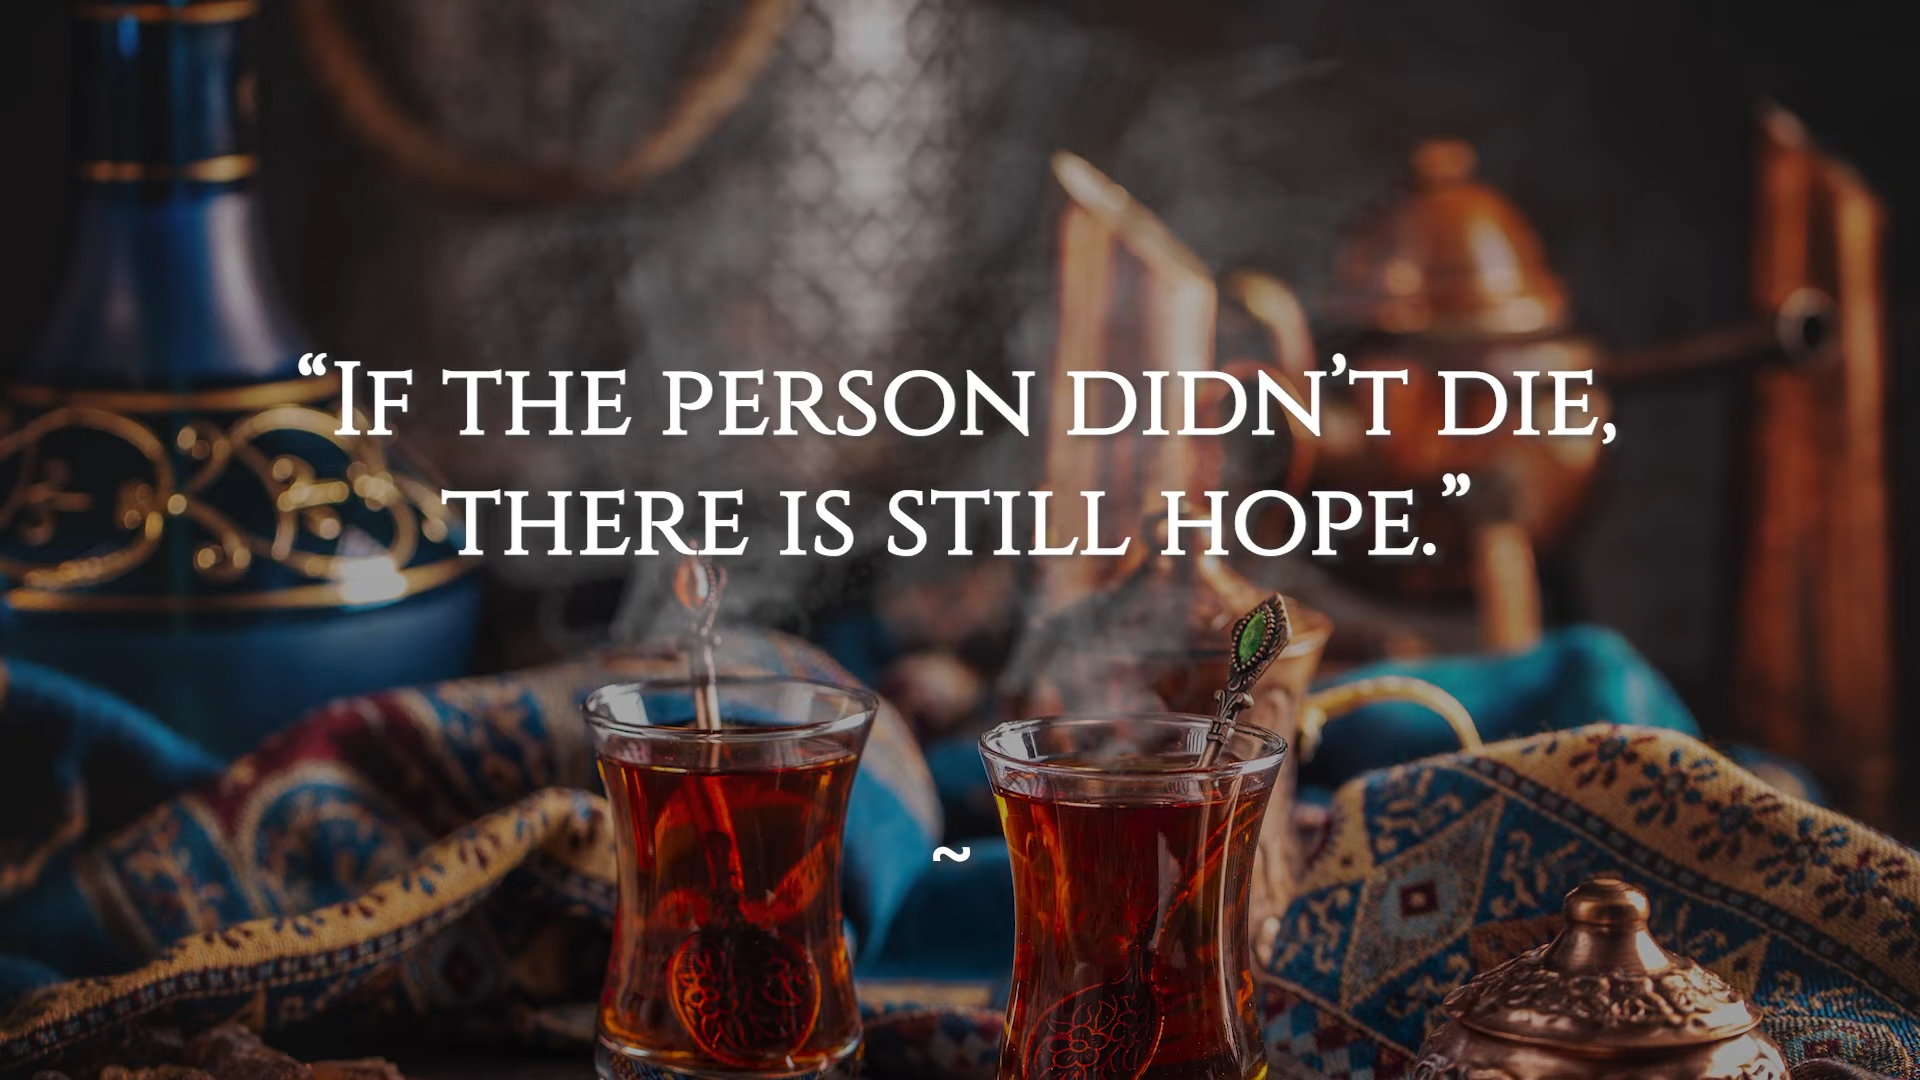 “If the person didn’t die,
there is still hope.”
~